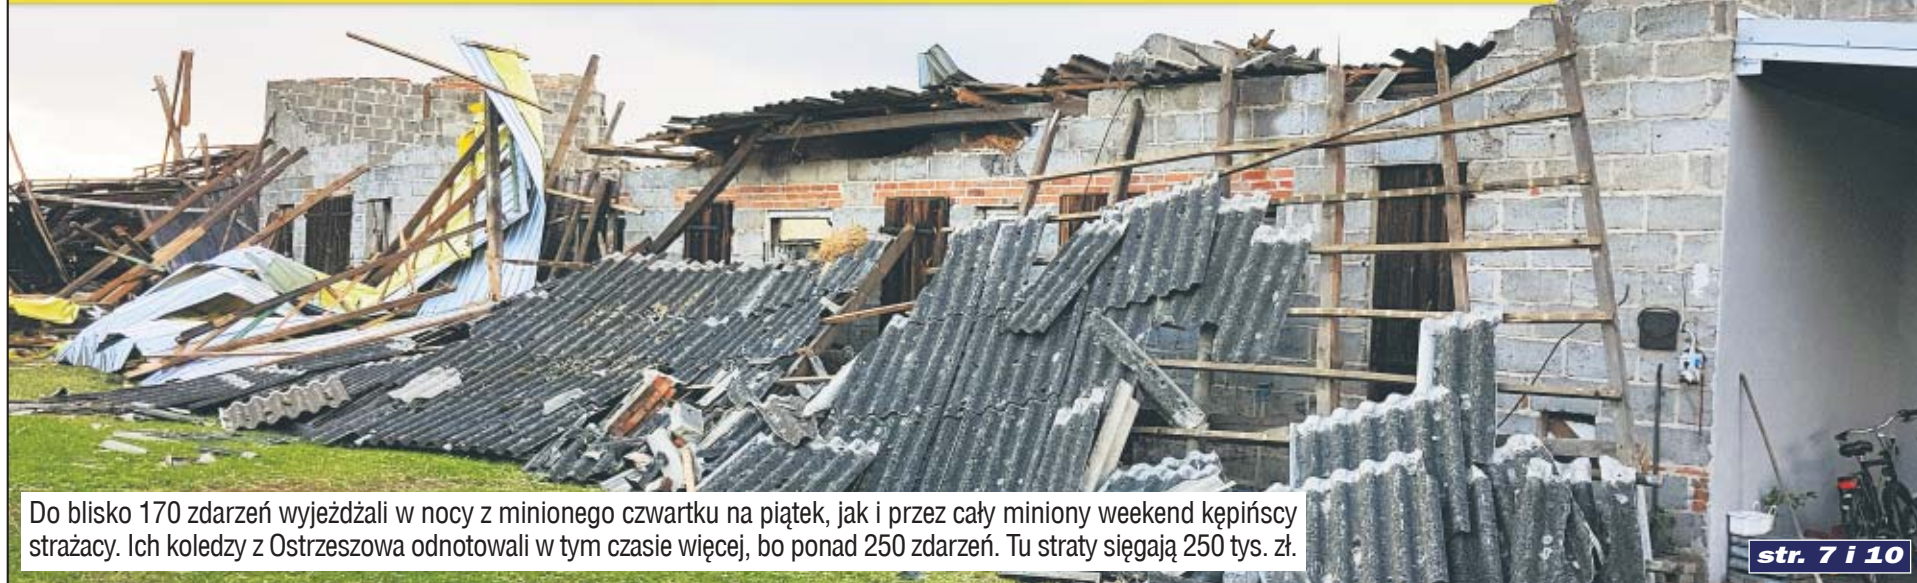 Do blisko 170 zdarzeń wyjeżdżali w nocy z minionego czwartku na piątek, jak i przez cały miniony weekend kępińscy
strażacy. Ich koledzy z Ostrzeszowa odnotowali w tym czasie więcej, bo ponad 250 zdarzeń. Tu straty sięgają 250 tys. zł.
str. 7 i 10